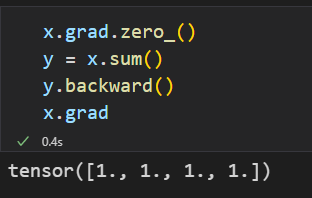 x.grad.zero_()
y = x.sum()
y.backward()
x.grad
✓ 0.4s
tensor([1., 1., 1., 1.])